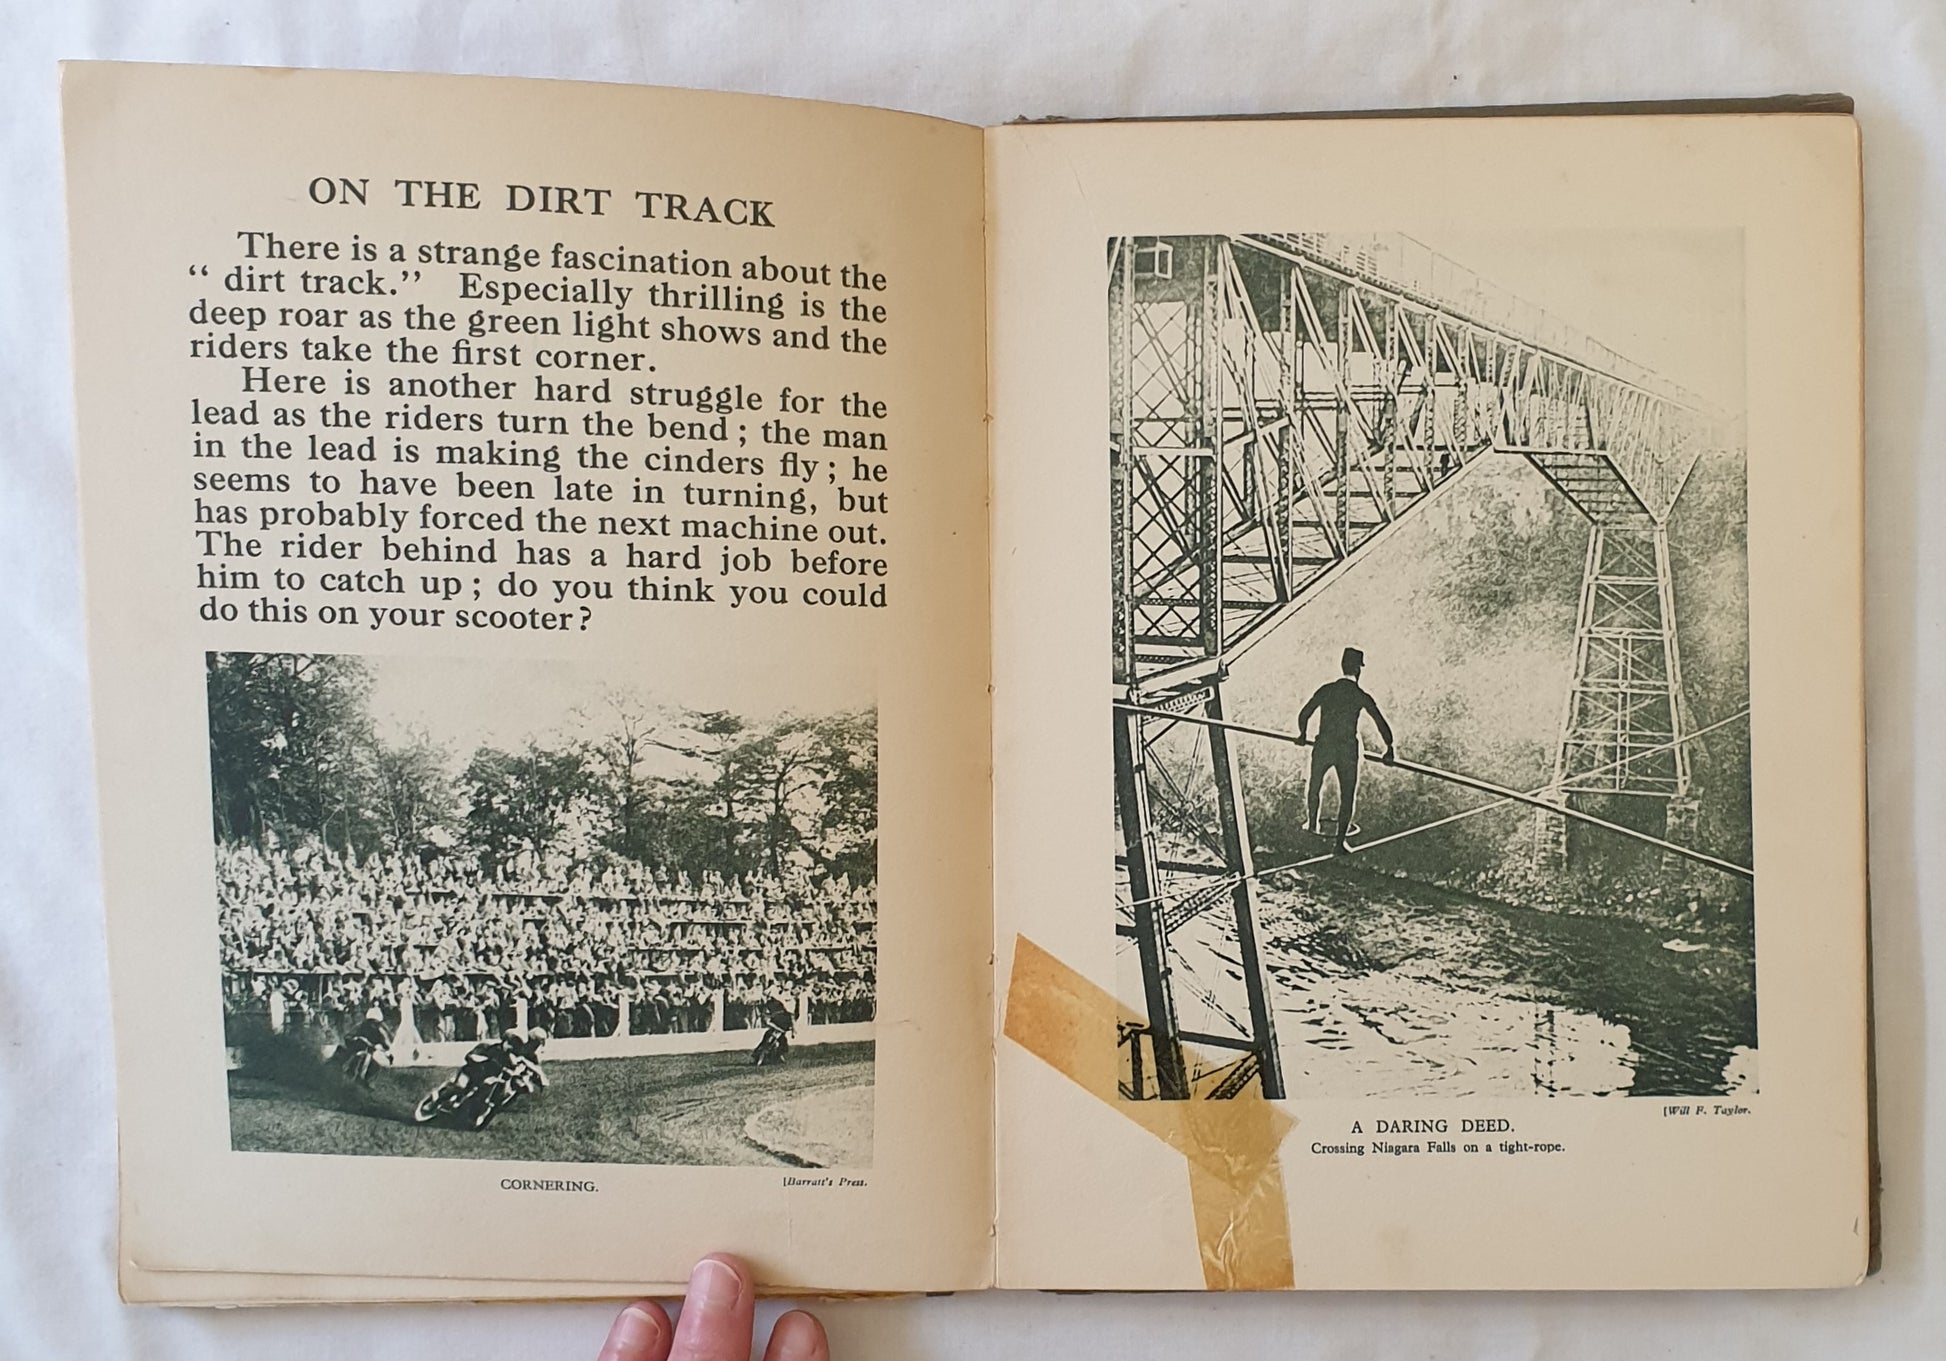 ON THE DIRT TRACK
There is a strange fascination about the
“ dirt track.” Especially thrilling is the
deep roar as the green light shows and the
riders take the first corner.
Here is another hard struggle for the
lead as the riders turn the bend ; the man
in the lead is making the cinders fly ; he
seems to have been late in turning, but
has probably forced the next machine out.
The rider behind has a hard job before
him to catch up ; do you think you could
do this on your scooter ?
CORNERING.
[Barratt's Press.
[Will F. Taylor.
A DARING DEED.
Crossing Niagara Falls on a tight-rope.